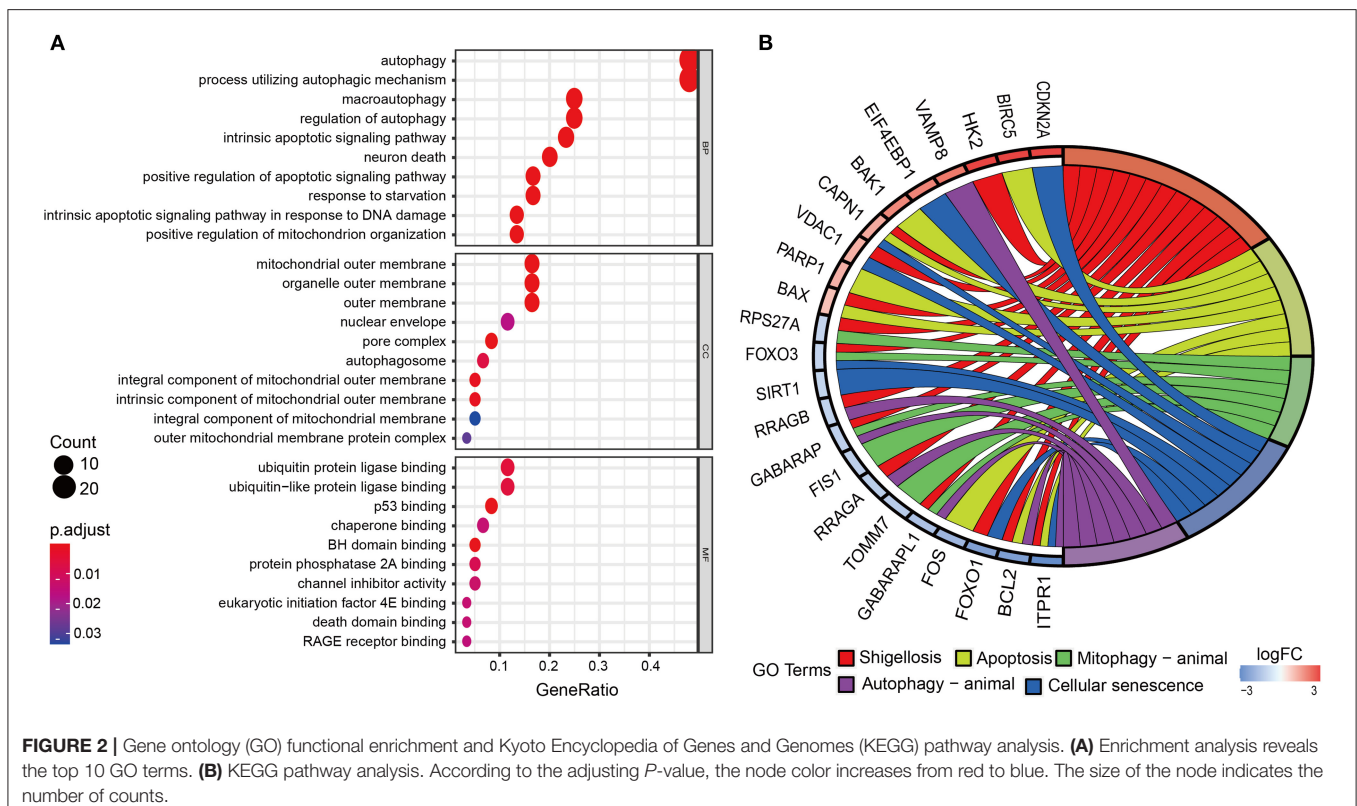 A
autophagy
process utilizing autophagic mechanism
macroautophagy
regulation of autophagy
intrinsic apoptotic signaling pathway
neuron death
positive regulation of apoptotic signaling pathway
response to starvation
intrinsic apoptotic signaling pathway in response to DNA damage
positive regulation of mitochondrion organization
BP
mitochondrial outer membrane
organelle outer membrane
outer membrane
nuclear envelope
pore complex
autophagosome
integral component of mitochondrial outer membrane
intrinsic component of mitochondrial outer membrane
integral component of mitochondrial membrane
outer mitochondrial membrane protein complex
CC
ubiquitin protein ligase binding
ubiquitin−like protein ligase binding
p53 binding
chaperone binding
BH domain binding
protein phosphatase 2A binding
channel inhibitor activity
eukaryotic initiation factor 4E binding
death domain binding
RAGE receptor binding
MF
0.1 0.2 0.3 0.4
GeneRatio
Count
10
20
p.adjust
0.01
0.02
0.03
B
CDKN2A
BIRC5
HK2
VAMP8
EIF4EBP1
BAK1
CAPN1
VDAC1
PARP1
BAX
RPS27A
FOXO3
SIRT1
RRAGB
GABARAP
FIS1
RRAGA
TOMM7
GABARAPL1
FOS
FOXO1
BCL2
ITPR1
GO Terms
Shigellosis Apoptosis Mitophagy − animal
Autophagy − animal Cellular senescence
logFC
−3 3
FIGURE 2 | Gene ontology (GO) functional enrichment and Kyoto Encyclopedia of Genes and Genomes (KEGG) pathway analysis. (A) Enrichment analysis reveals
the top 10 GO terms. (B) KEGG pathway analysis. According to the adjusting P-value, the node color increases from red to blue. The size of the node indicates the
number of counts.